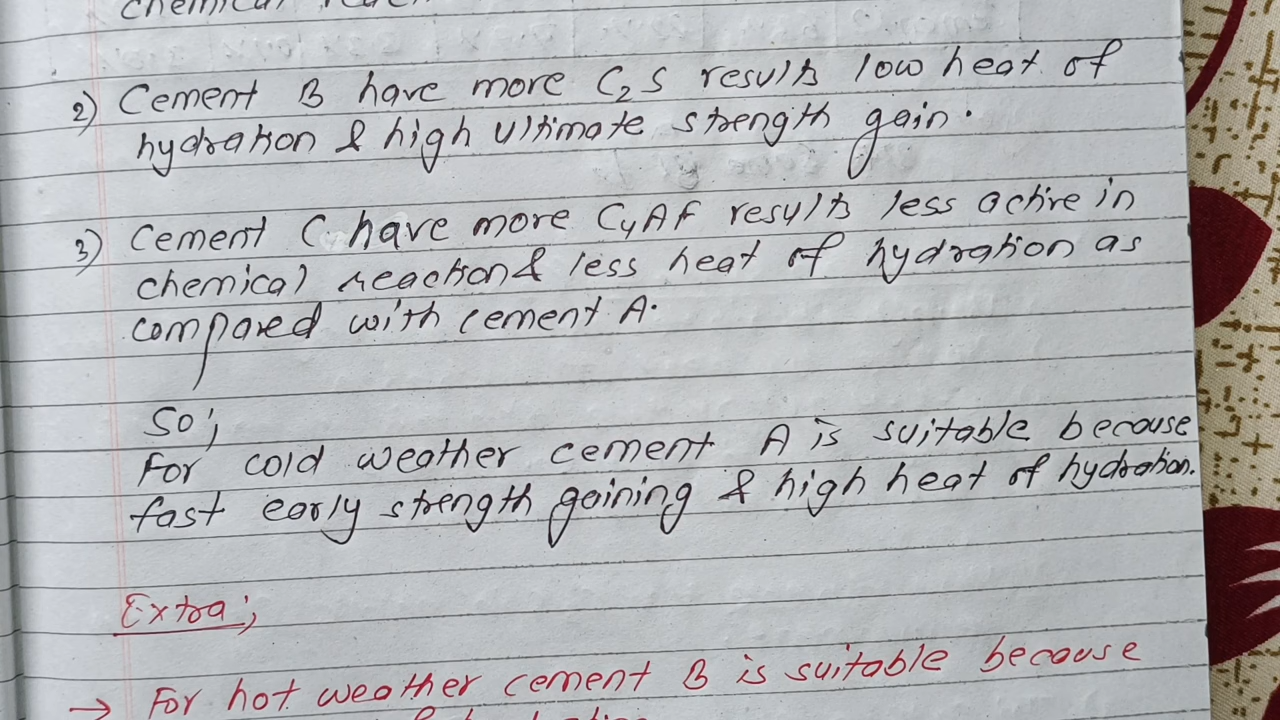 chemical reac
2) Cement B have more C₂S results low heat of
hydration & high ultimate strength gain.
3) Cement C have more C₄AF results less active in
chemical reaction & less heat of hydration as
compared with cement A.
So;
For cold weather cement A is suitable because
fast early strength gaining & high heat of hydration.
Extra;
→ For hot weather cement B is suitable because